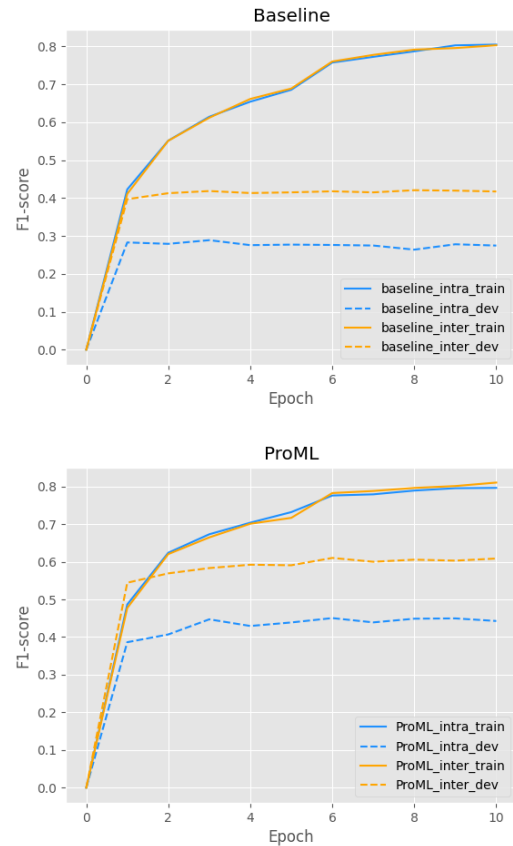 Baseline
0.8
0.7
0.6
0.5
0.4
0.3
0.2
0.1
0.0
F1-score
baseline_intra_train
baseline_intra_dev
baseline_inter_train
baseline_inter_dev
0 2 4 6 8 10
Epoch
ProML
0.8
0.7
0.6
0.5
0.4
0.3
0.2
0.1
0.0
F1-score
ProML_intra_train
ProML_intra_dev
ProML_inter_train
ProML_inter_dev
0 2 4 6 8 10
Epoch